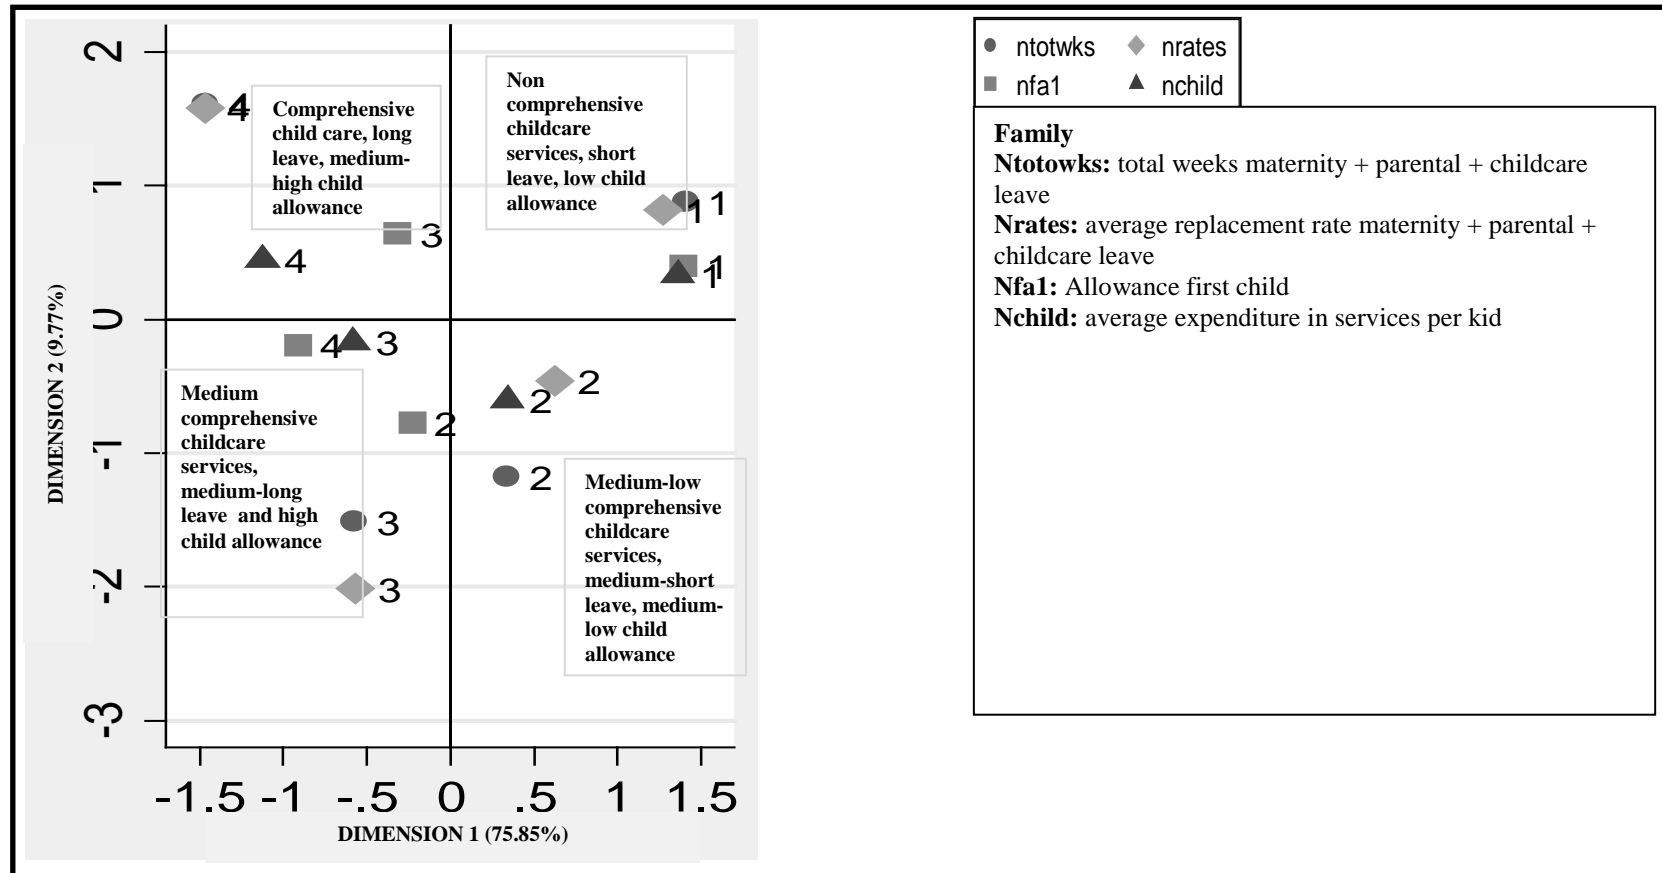 2
1
0
-1
-2
-3
DIMENSION 2 (9.77%)
4
4
Comprehensive
child care, long
leave, medium-
high child
allowance
Non
comprehensive
childcare
services, short
leave, low child
allowance
1
1
3
4
1
1
4
3
2
2
2
Medium
comprehensive
childcare
services,
medium-long
leave and high
child allowance
2
3
3
Medium-low
comprehensive
childcare
services,
medium-short
leave, medium-
low child
allowance
-1.5 -1 -.5 0 .5 1 1.5
DIMENSION 1 (75.85%)
ntotwks nrates
nfa1 nchild
Family
Ntotowks: total weeks maternity + parental + childcare
leave
Nrates: average replacement rate maternity + parental +
childcare leave
Nfa1: Allowance first child
Nchild: average expenditure in services per kid